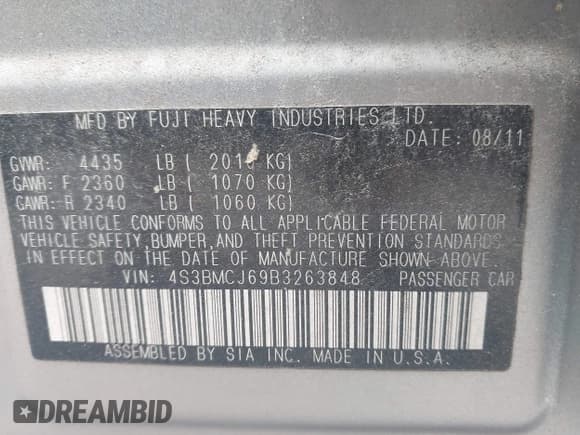 MFD BY FUJI HEAVY INDUSTRIES LTD.
DATE: 08/11
GVWR: 4435 LB ( 2010 KG)
GAWR: F 2360 LB ( 1070 KG)
GAWR: R 2340 LB ( 1060 KG)
THIS VEHICLE CONFORMS TO ALL APPLICABLE FEDERAL MOTOR
VEHICLE SAFETY, BUMPER, AND THEFT PREVENTION STANDARDS
IN EFFECT ON THE DATE OF MANUFACTURE SHOWN ABOVE.
VIN: 4S3BMCJ69B3263848 PASSENGER CAR
ASSEMBLED BY SIA INC. MADE IN U.S.A.
DREAMBID